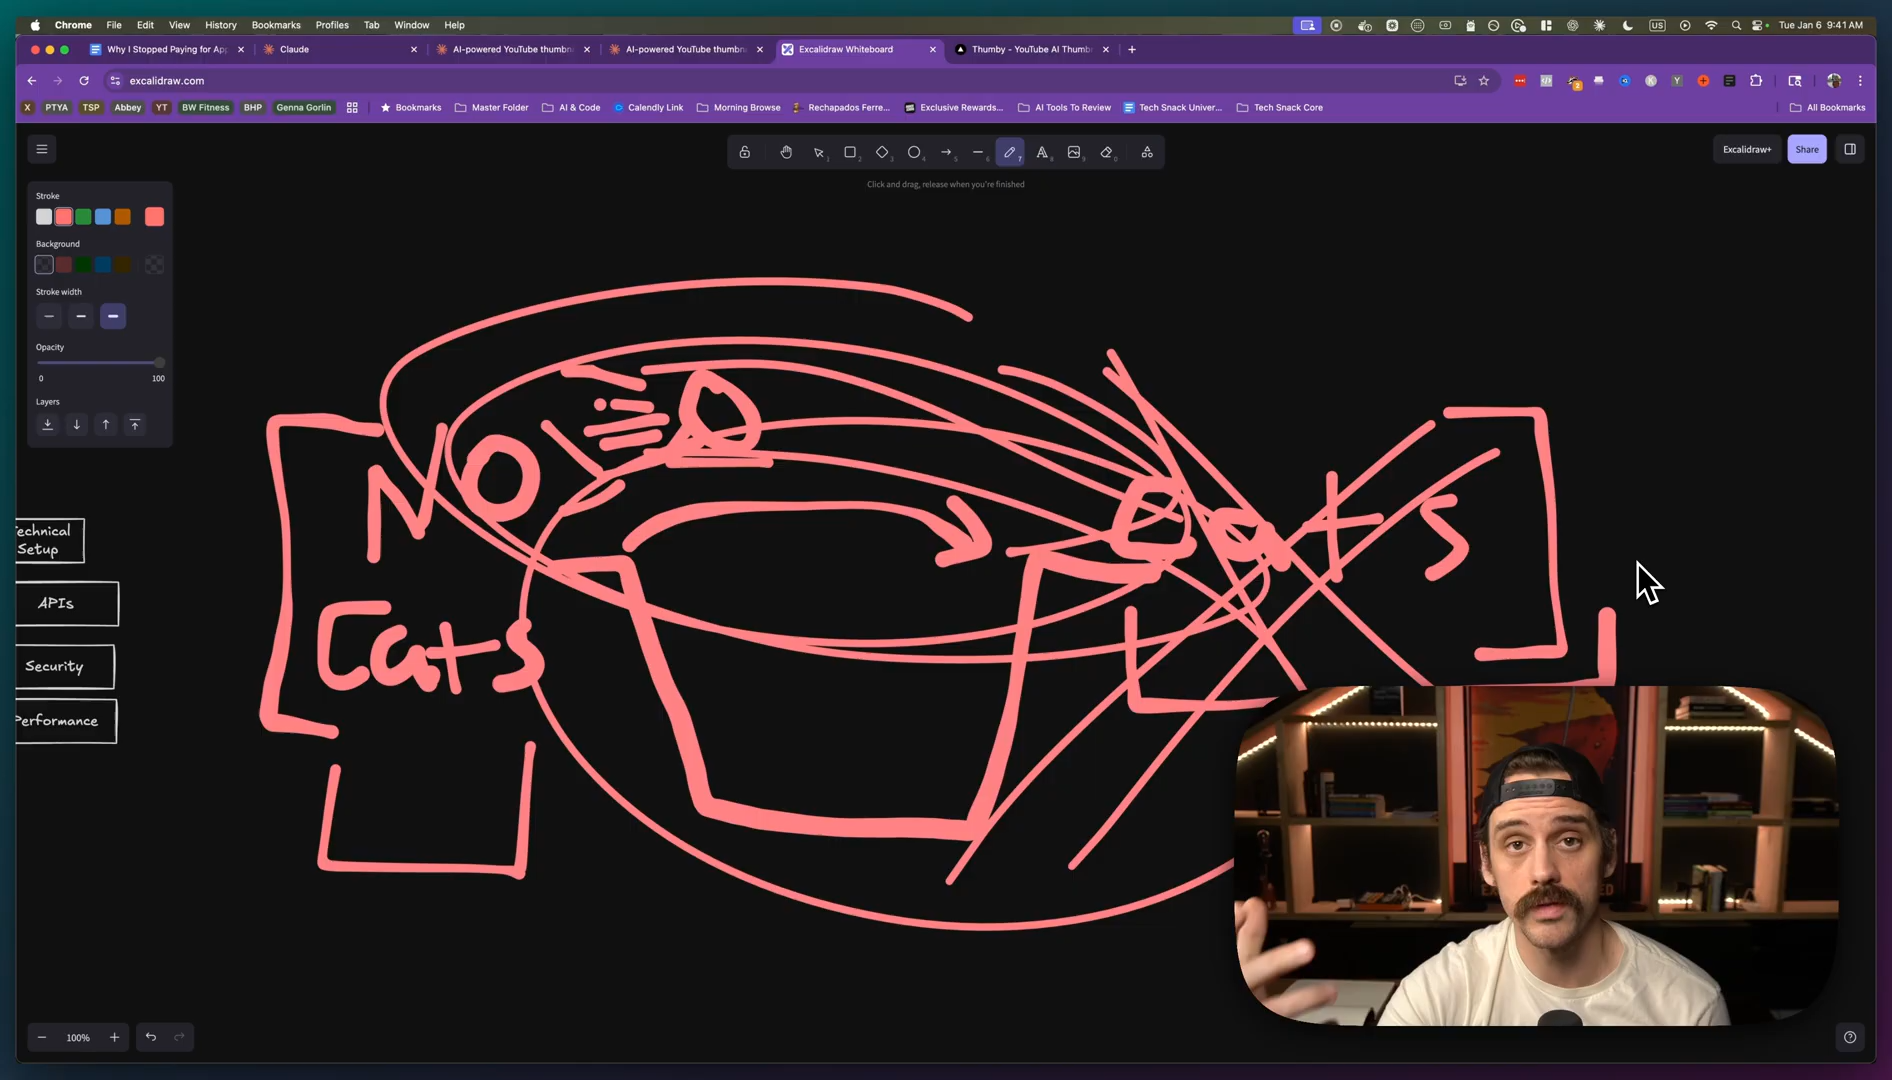 Chrome File Edit View History Bookmarks Profiles Tab Window Help US Tue Jan 6 9:41 AM
Why I Stopped Paying for App Claude AI-powered YouTube thumbn AI-powered YouTube thumbn Excalidraw Whiteboard Thumby - YouTube AI Thumb
excalidraw.com
X PTYA TSP Abbey YT BW Fitness BHP Genna Gorlin Bookmarks Master Folder AI & Code Calendly Link Morning Browse Rechapados Ferre... Exclusive Rewards... AI Tools To Review Tech Snack Univer... Tech Snack Core All Bookmarks
Excalidraw+ Share
Click and drag, release when you're finished
Stroke
Background
Stroke width
Opacity
0 100
Layers
NO
Cats
ts
echnical
Setup
APIs
Security
Performance
100%